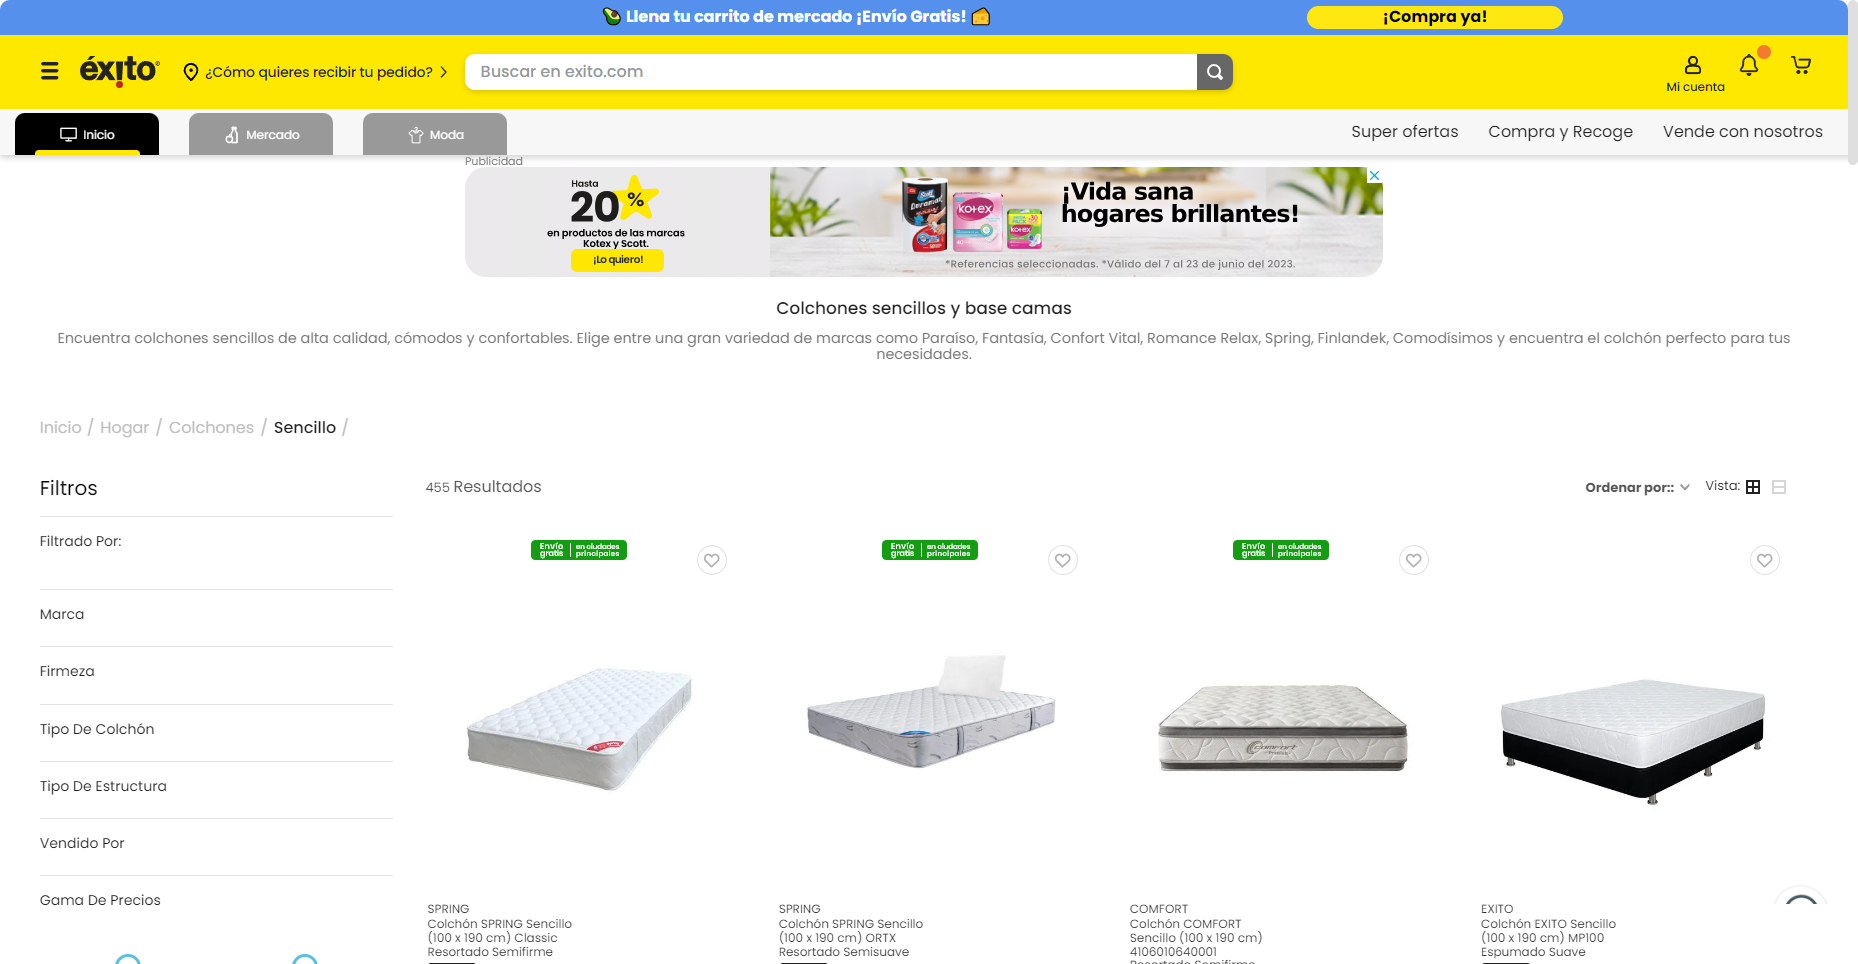 Llena tu carrito de mercado ¡Envío Gratis!
¡Compra ya!
éxito
¿Cómo quieres recibir tu pedido?
Buscar en exito.com
Mi cuenta
Inicio
Mercado
Moda
Super ofertas
Compra y Recoge
Vende con nosotros
Publicidad
Hasta
20%
en productos de las marcas
Kotex y Scott.
¡Lo quiero!
Scott
kotex
kotex
¡Vida sana
hogares brillantes!
*Referencias seleccionadas. *Válido del 7 al 23 de junio del 2023.
Colchones sencillos y base camas
Encuentra colchones sencillos de alta calidad, cómodos y confortables. Elige entre una gran variedad de marcas como Paraíso, Fantasía, Confort Vital, Romance Relax, Spring, Finlandek, Comodísimos y encuentra el colchón perfecto para tus
necesidades.
Inicio / Hogar / Colchones / Sencillo /
Filtros
455 Resultados
Ordenar por::
Vista:
Filtrado Por:
Marca
Firmeza
Tipo De Colchón
Tipo De Estructura
Vendido Por
Gama De Precios
Envío gratis | en ciudades principales
Envío gratis | en ciudades principales
Envío gratis | en ciudades principales
Comfort
SPRING
Colchón SPRING Sencillo
(100 x 190 cm) Classic
Resortado Semifirme
SPRING
Colchón SPRING Sencillo
(100 x 190 cm) ORTX
Resortado Semisuave
COMFORT
Colchón COMFORT
Sencillo (100 x 190 cm)
4106010640001
Resortado Semifirme
EXITO
Colchón EXITO Sencillo
(100 x 190 cm) MP100
Espumado Suave